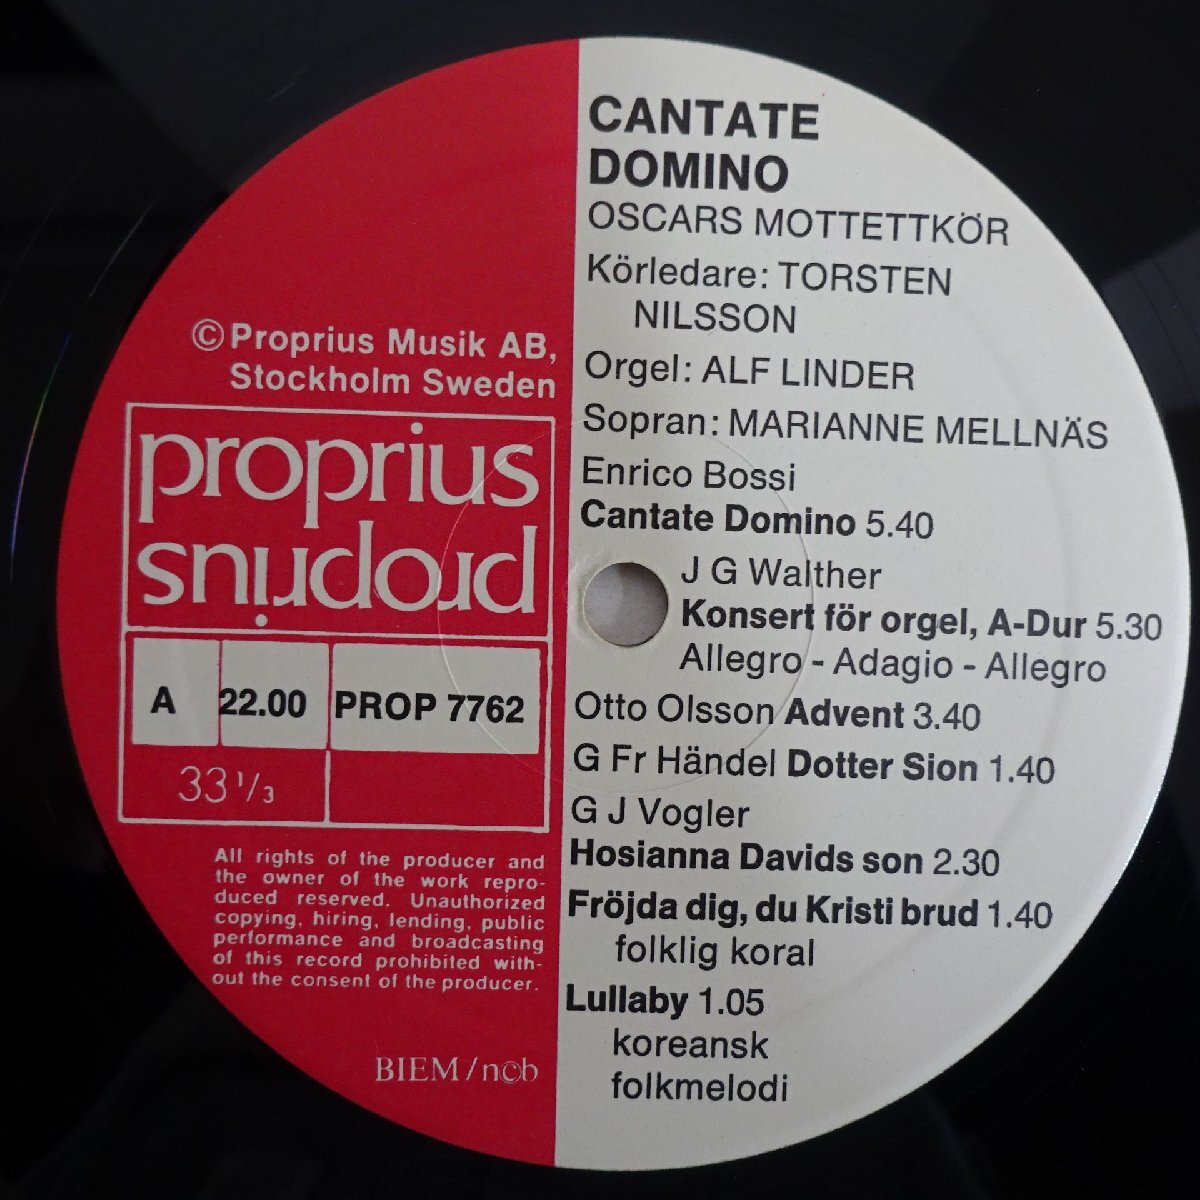 ©Proprius Musik AB,
Stockholm Sweden
proprius
proprius
A 22.00 PROP 7762
33 1/3
All rights of the producer and
the owner of the work repro-
duced reserved. Unauthorized
copying, hiring, lending, public
performance and broadcasting
of this record prohibited with-
out the consent of the producer.
BIEM/n©b
CANTATE
DOMINO
OSCARS MOTTETTKÖR
Körledare: TORSTEN
NILSSON
Orgel: ALF LINDER
Sopran: MARIANNE MELLNÄS
Enrico Bossi
Cantate Domino 5.40
J G Walther
Konsert för orgel, A-Dur 5.30
Allegro - Adagio - Allegro
Otto Olsson Advent 3.40
G Fr Händel Dotter Sion 1.40
G J Vogler
Hosianna Davids son 2.30
Fröjda dig, du Kristi brud 1.40
folklig koral
Lullaby 1.05
koreansk
folkmelodi